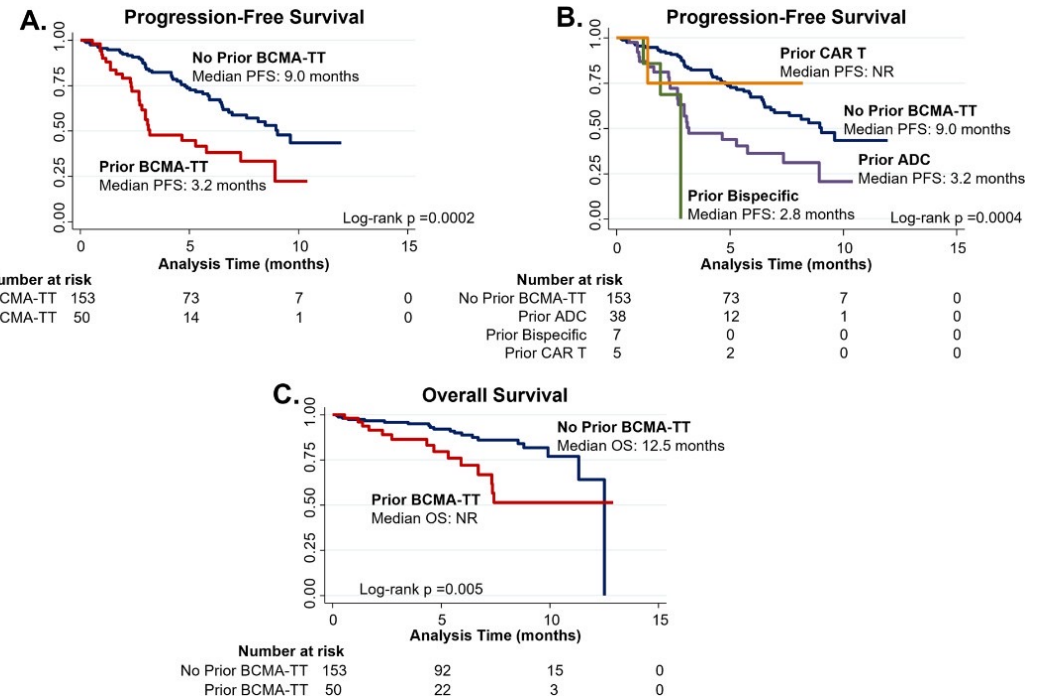 A. Progression-Free Survival
1.00
0.75
0.50
0.25
0.00
No Prior BCMA-TT
Median PFS: 9.0 months
Prior BCMA-TT
Median PFS: 3.2 months
Log-rank p =0.0002
0 5 10 15
Analysis Time (months)
umber at risk
CMA-TT 153 73 7 0
CMA-TT 50 14 1 0
B. Progression-Free Survival
1.00
0.75
0.50
0.25
0.00
Prior CAR T
Median PFS: NR
No Prior BCMA-TT
Median PFS: 9.0 months
Prior ADC
Median PFS: 3.2 months
Prior Bispecific
Median PFS: 2.8 months
Log-rank p =0.0004
0 5 10 15
Analysis Time (months)
Number at risk
No Prior BCMA-TT 153 73 7 0
Prior ADC 38 12 1 0
Prior Bispecific 7 0 0 0
Prior CAR T 5 2 0 0
C. Overall Survival
1.00
0.75
0.50
0.25
0.00
No Prior BCMA-TT
Median OS: 12.5 months
Prior BCMA-TT
Median OS: NR
Log-rank p =0.005
0 5 10 15
Analysis Time (months)
Number at risk
No Prior BCMA-TT 153 92 15 0
Prior BCMA-TT 50 22 3 0